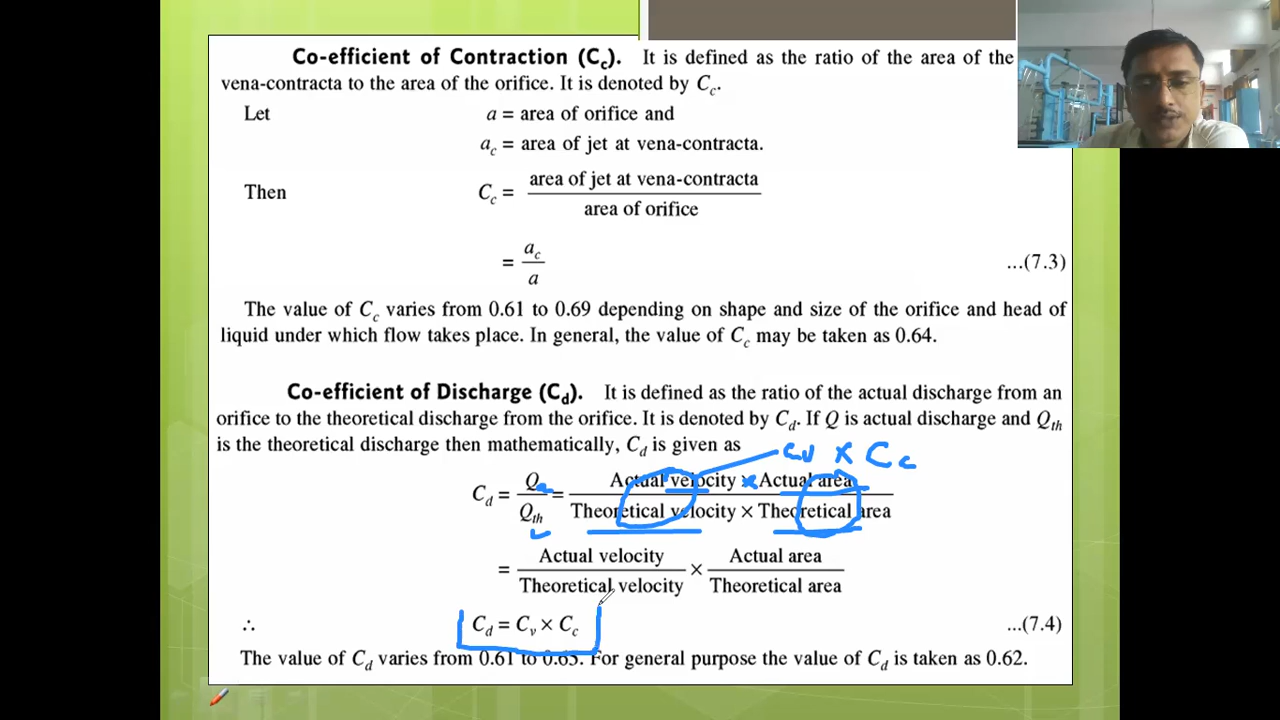 Co-efficient of Contraction (Cc). It is defined as the ratio of the area of the
vena-contracta to the area of the orifice. It is denoted by Cc.
Let a = area of orifice and
ac = area of jet at vena-contracta.
Then Cc = area of jet at vena-contracta / area of orifice
= ac / a ...(7.3)
The value of Cc varies from 0.61 to 0.69 depending on shape and size of the orifice and head of
liquid under which flow takes place. In general, the value of Cc may be taken as 0.64.
Co-efficient of Discharge (Cd). It is defined as the ratio of the actual discharge from an
orifice to the theoretical discharge from the orifice. It is denoted by Cd. If Q is actual discharge and Qth
is the theoretical discharge then mathematically, Cd is given as
Cv × Cc
Cd = Qa / Qth = Actual velocity × Actual area / Theoretical velocity × Theoretical area
= Actual velocity / Theoretical velocity × Actual area / Theoretical area
∴ Cd = Cv × Cc ...(7.4)
The value of Cd varies from 0.61 to 0.65. For general purpose the value of Cd is taken as 0.62.